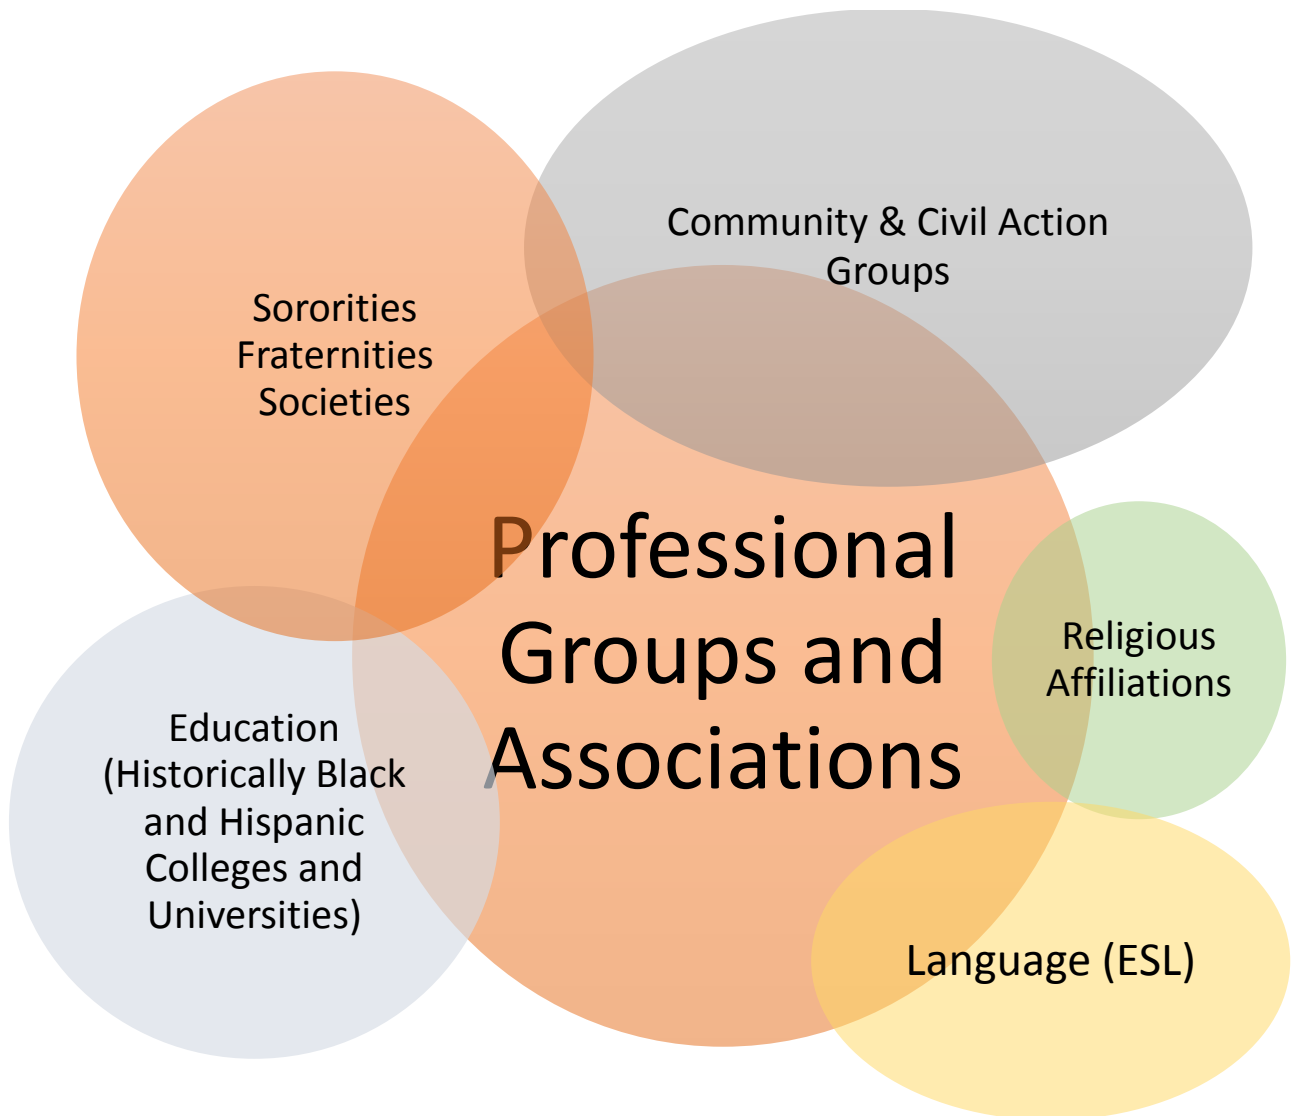 Community & Civil Action
Groups
Sororities
Fraternities
Societies
Professional
Groups and
Associations
Religious
Affiliations
Education
(Historically Black
and Hispanic
Colleges and
Universities)
Language (ESL)